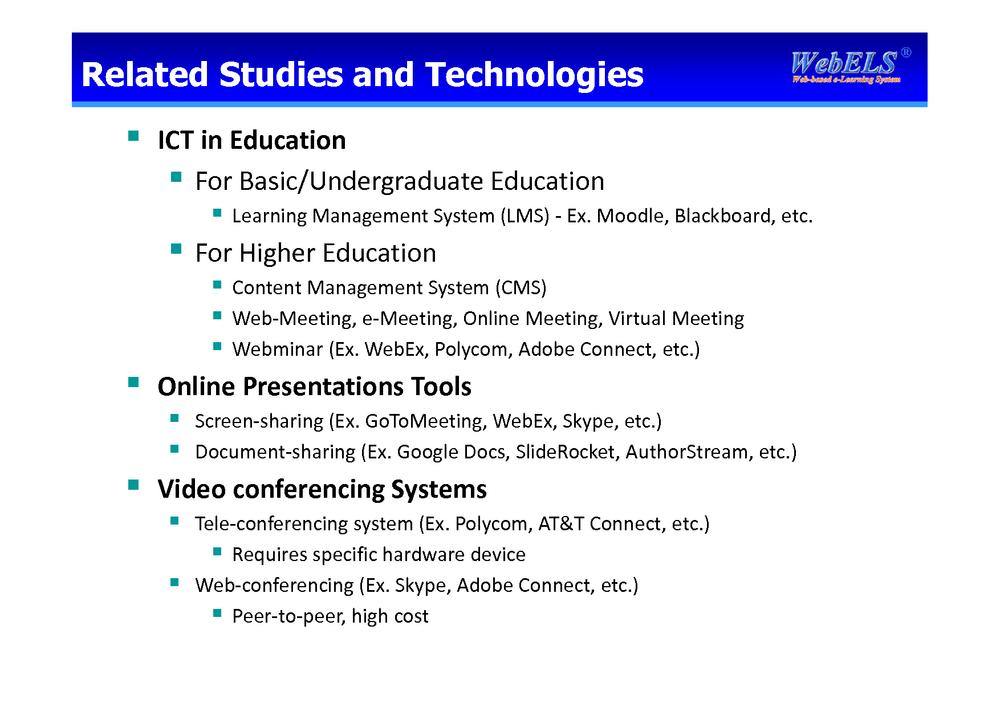 Related Studies and Technologies
WebELS®
Web-based e-Learning System
ICT in Education
For Basic/Undergraduate Education
Learning Management System (LMS) - Ex. Moodle, Blackboard, etc.
For Higher Education
Content Management System (CMS)
Web-Meeting, e-Meeting, Online Meeting, Virtual Meeting
Webminar (Ex. WebEx, Polycom, Adobe Connect, etc.)
Online Presentations Tools
Screen-sharing (Ex. GoToMeeting, WebEx, Skype, etc.)
Document-sharing (Ex. Google Docs, SlideRocket, AuthorStream, etc.)
Video conferencing Systems
Tele-conferencing system (Ex. Polycom, AT&T Connect, etc.)
Requires specific hardware device
Web-conferencing (Ex. Skype, Adobe Connect, etc.)
Peer-to-peer, high cost